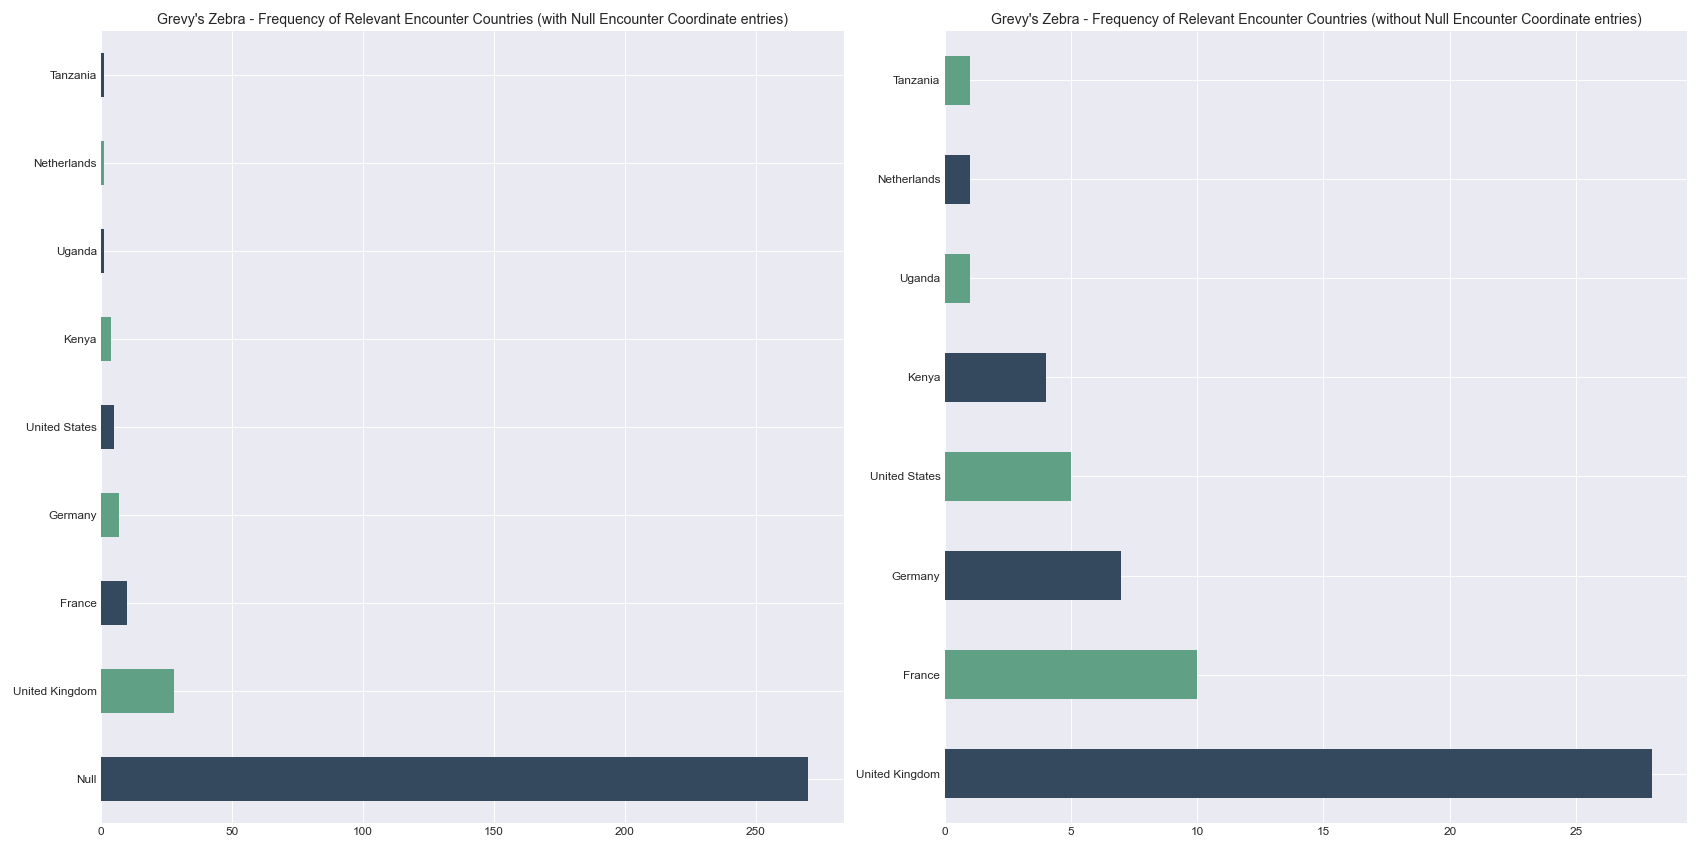 Grevy's Zebra - Frequency of Relevant Encounter Countries (with Null Encounter Coordinate entries)
Tanzania
Netherlands
Uganda
Kenya
United States
Germany
France
United Kingdom
Null
0 50 100 150 200 250
Grevy's Zebra - Frequency of Relevant Encounter Countries (without Null Encounter Coordinate entries)
Tanzania
Netherlands
Uganda
Kenya
United States
Germany
France
United Kingdom
0 5 10 15 20 25